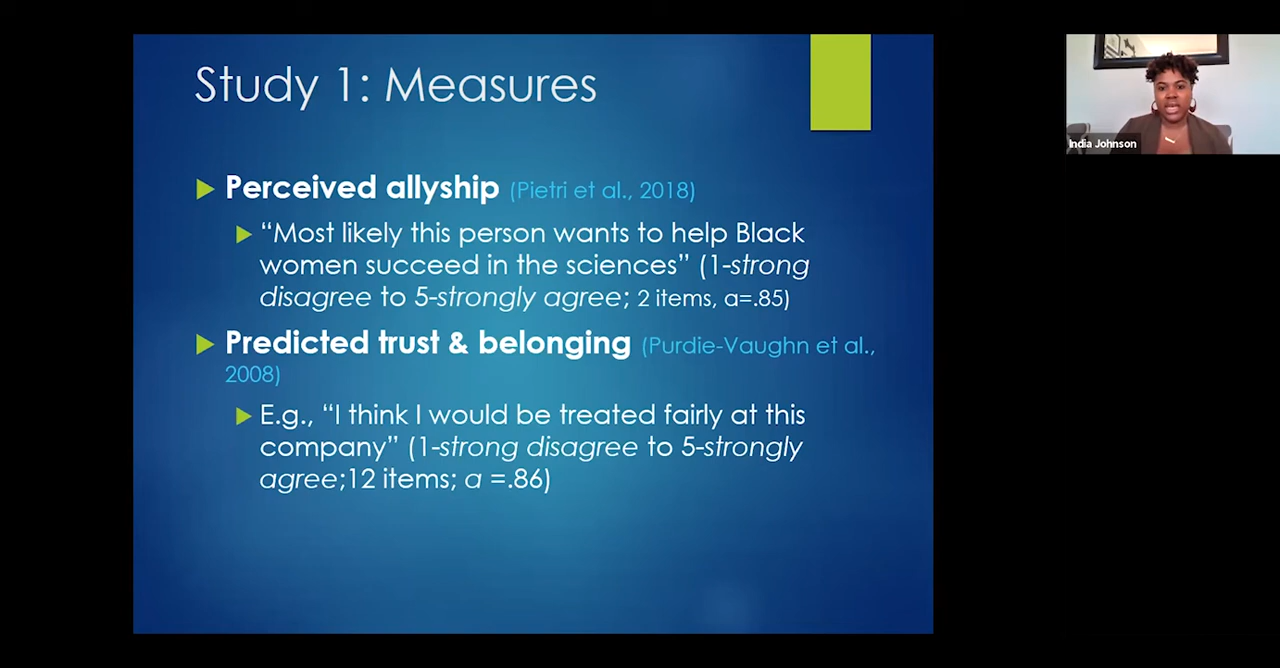 Study 1: Measures
Perceived allyship (Pietri et al., 2018)
“Most likely this person wants to help Black
women succeed in the sciences” (1-strong
disagree to 5-strongly agree; 2 items, a=.85)
Predicted trust & belonging (Purdie-Vaughn et al.,
2008)
E.g., “I think I would be treated fairly at this
company” (1-strong disagree to 5-strongly
agree;12 items; a =.86)
India Johnson